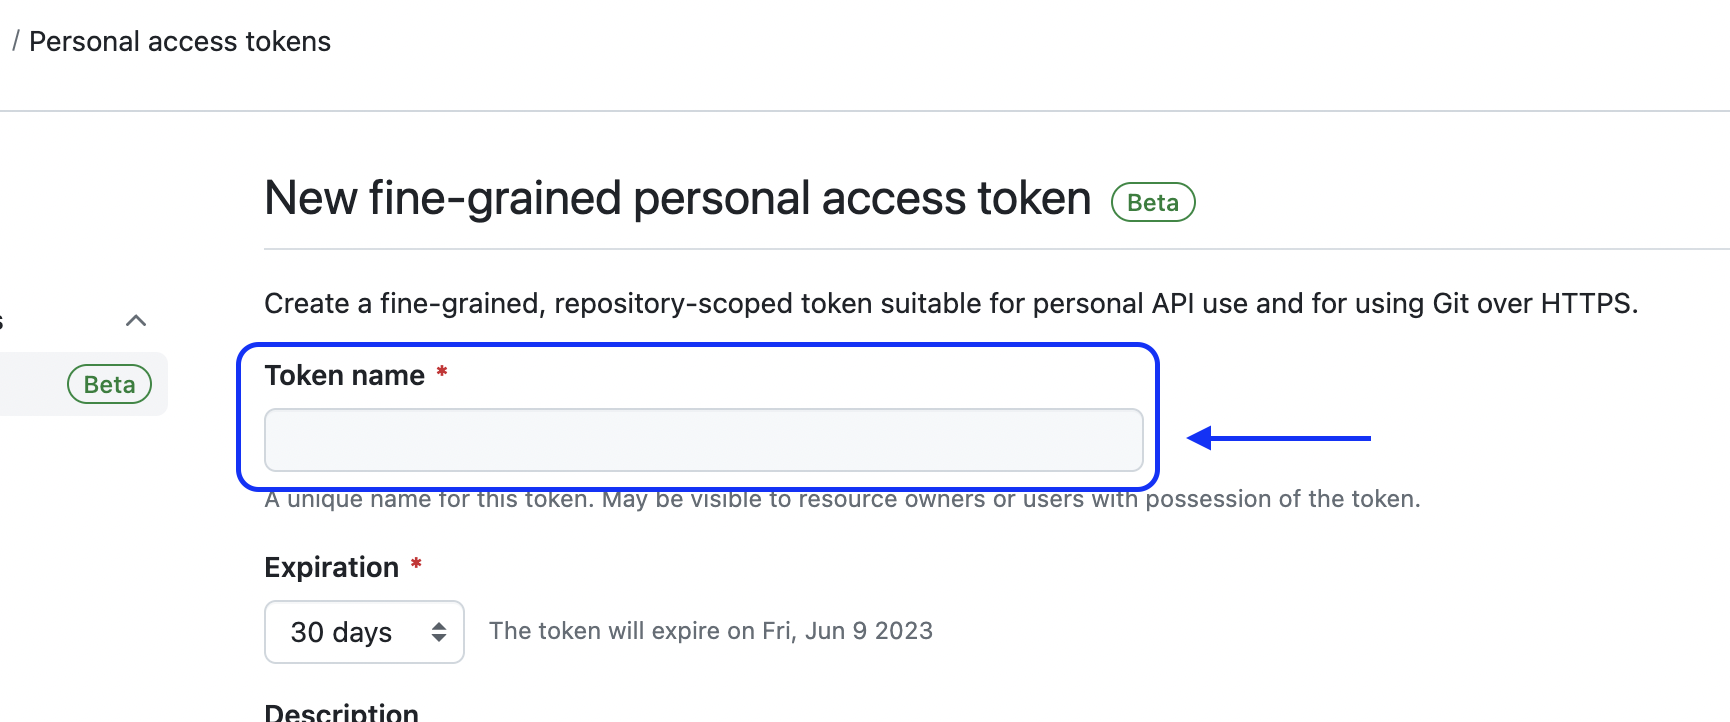 / Personal access tokens
New fine-grained personal access token Beta
Create a fine-grained, repository-scoped token suitable for personal API use and for using Git over HTTPS.
Beta
Token name *
A unique name for this token. May be visible to resource owners or users with possession of the token.
Expiration *
30 days The token will expire on Fri, Jun 9 2023
Description